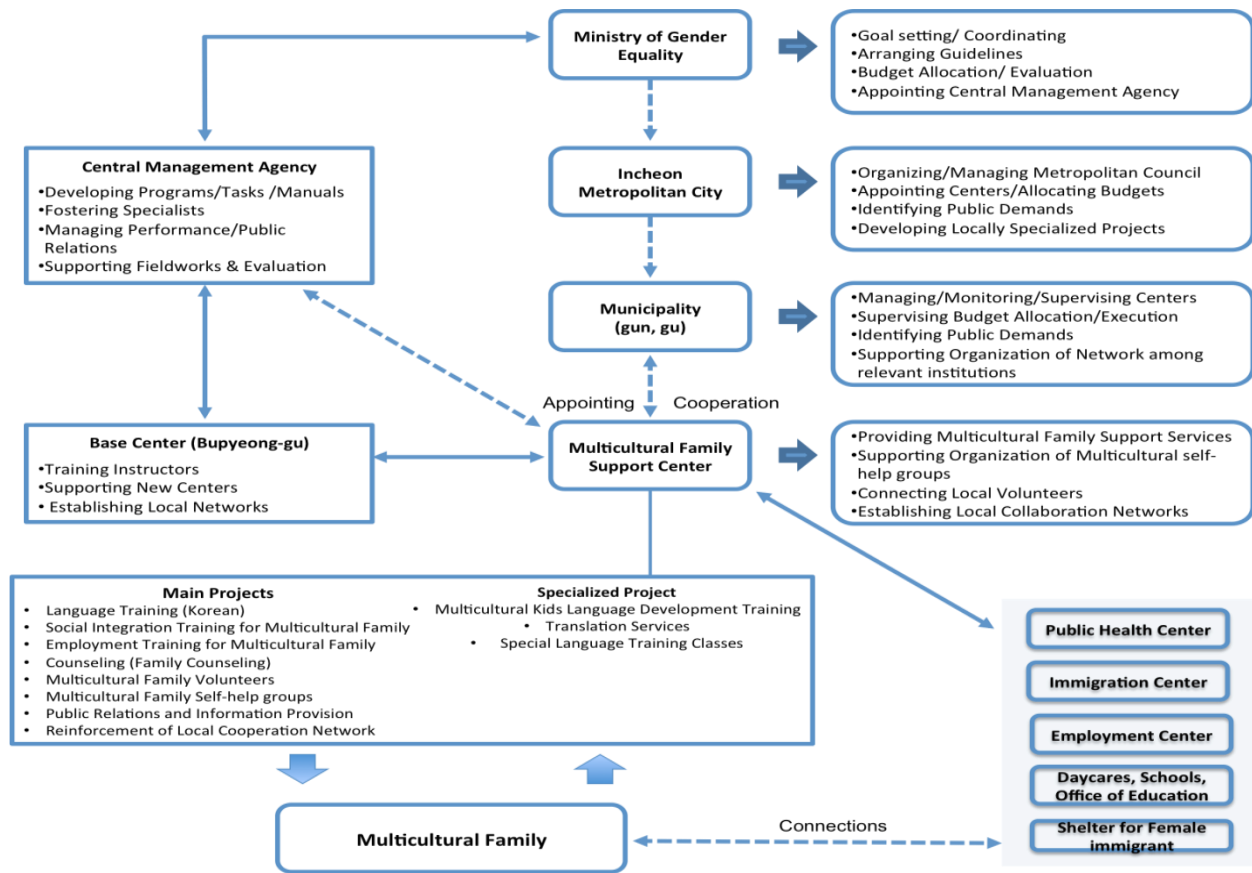 Ministry of Gender
Equality
•Goal setting/ Coordinating
•Arranging Guidelines
•Budget Allocation/ Evaluation
•Appointing Central Management Agency
Central Management Agency
•Developing Programs/Tasks /Manuals
•Fostering Specialists
•Managing Performance/Public
Relations
•Supporting Fieldworks & Evaluation
Incheon
Metropolitan City
•Organizing/Managing Metropolitan Council
•Appointing Centers/Allocating Budgets
•Identifying Public Demands
•Developing Locally Specialized Projects
Municipality
(gun, gu)
•Managing/Monitoring/Supervising Centers
•Supervising Budget Allocation/Execution
•Identifying Public Demands
•Supporting Organization of Network among
relevant institutions
Appointing Cooperation
Base Center (Bupyeong-gu)
•Training Instructors
•Supporting New Centers
• Establishing Local Networks
Multicultural Family
Support Center
•Providing Multicultural Family Support Services
•Supporting Organization of Multicultural self-
help groups
•Connecting Local Volunteers
•Establishing Local Collaboration Networks
Main Projects
• Language Training (Korean)
• Social Integration Training for Multicultural Family
• Employment Training for Multicultural Family
• Counseling (Family Counseling)
• Multicultural Family Volunteers
• Multicultural Family Self-help groups
• Public Relations and Information Provision
• Reinforcement of Local Cooperation Network
Specialized Project
• Multicultural Kids Language Development Training
• Translation Services
• Special Language Training Classes
Public Health Center
Immigration Center
Employment Center
Daycares, Schools,
Office of Education
Shelter for Female
immigrant
Multicultural Family
Connections